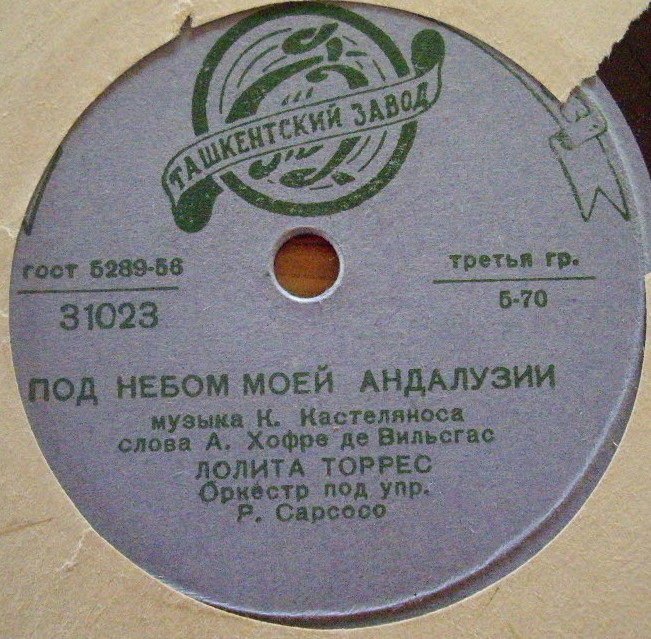 ТАШКЕНТСКИЙ ЗАВОД
гост 5289-56
31023
третья гр.
5-70
ПОД НЕБОМ МОЕЙ АНДАЛУЗИИ
музыка К. Кастеляноса
слова А. Хофре де Вильєгас
ЛОЛИТА ТОРРЕС
Оркестр под упр.
Р. Сарсосо